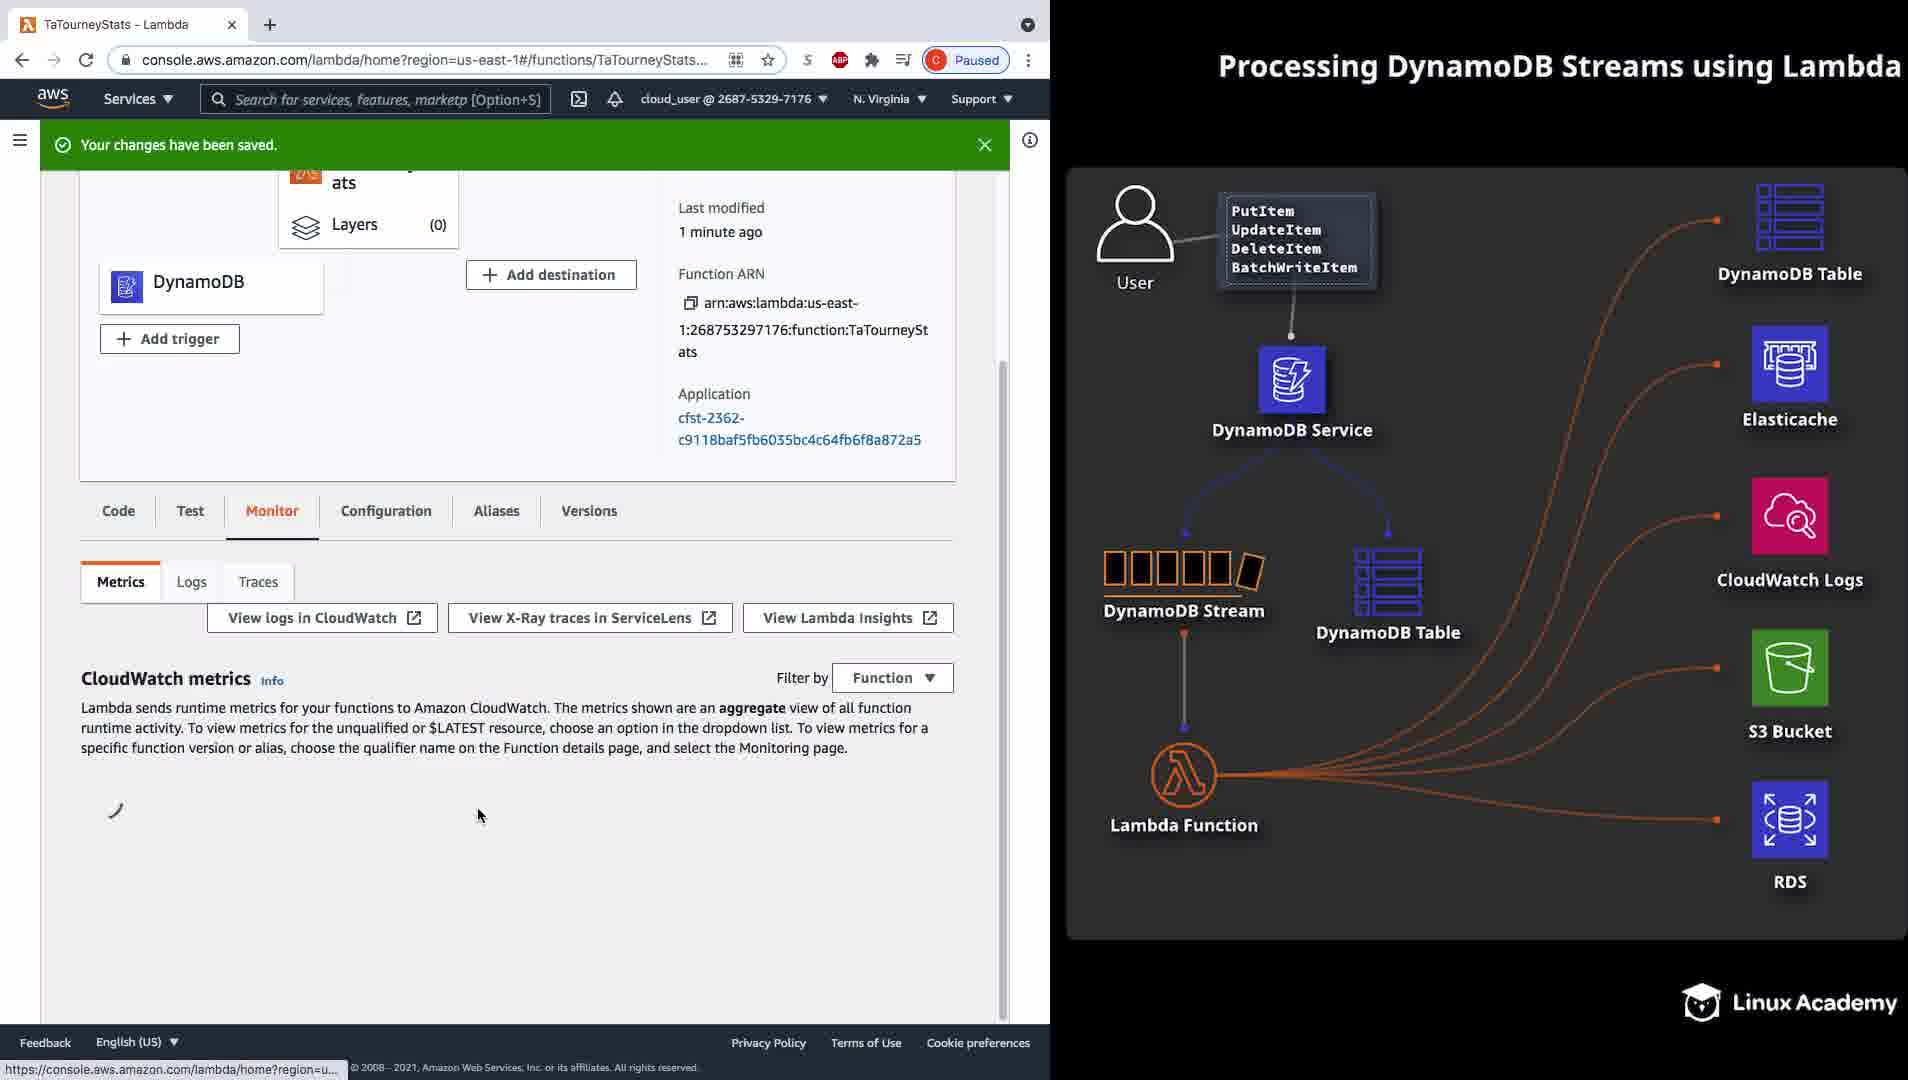 TaTourneyStats - Lambda
console.aws.amazon.com/lambda/home?region=us-east-1#/functions/TaTourneyStats...
S
ABP
C
Paused
aws
Services
Search for services, features, marketp
[Option+S]
cloud_user @ 2687-5329-7176
N. Virginia
Support
Your changes have been saved.
ats
Layers
(0)
DynamoDB
Add trigger
Add destination
Last modified
1 minute ago
Function ARN
arn:aws:lambda:us-east-
1:268753297176:function:TaTourneySt
ats
Application
cfst-2362-
c9118baf5fb6035bc4c64fb6f8a872a5
Code
Test
Monitor
Configuration
Aliases
Versions
Metrics
Logs
Traces
View logs in CloudWatch
View X-Ray traces in ServiceLens
View Lambda Insights
CloudWatch metrics
Info
Filter by
Function
Lambda sends runtime metrics for your functions to Amazon CloudWatch. The metrics shown are an aggregate view of all function
runtime activity. To view metrics for the unqualified or $LATEST resource, choose an option in the dropdown list. To view metrics for a
specific function version or alias, choose the qualifier name on the Function details page, and select the Monitoring page.
Feedback
English (US)
Privacy Policy
Terms of Use
Cookie preferences
https://console.aws.amazon.com/lambda/home?region=u...
© 2008 - 2021, Amazon Web Services, Inc. or its affiliates. All rights reserved.
Processing DynamoDB Streams using Lambda
User
PutItem
UpdateItem
DeleteItem
BatchWriteItem
DynamoDB Service
DynamoDB Stream
DynamoDB Table
Lambda Function
DynamoDB Table
Elasticache
CloudWatch Logs
S3 Bucket
RDS
Linux Academy